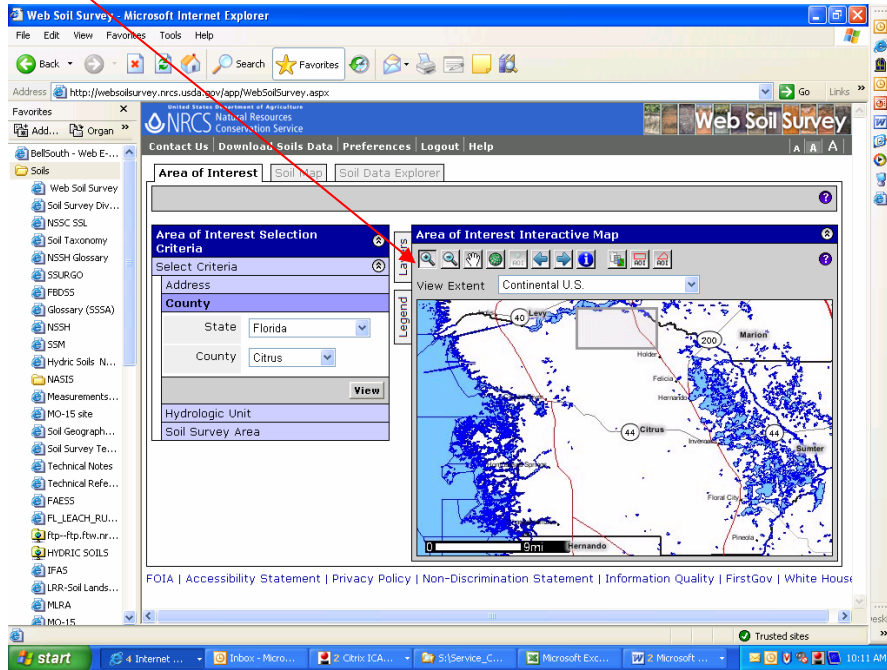 Web Soil Survey - Microsoft Internet Explorer
File Edit View Favorites Tools Help
Back Search Favorites
Address http://websoilsurvey.nrcs.usda.gov/app/WebSoilSurvey.aspx Go Links »
Favorites ×
Add... Organ »
BellSouth - Web E-...
Soils
Web Soil Survey
Soil Survey Div...
NSSC SSL
Soil Taxonomy
NSSH Glossary
SSURGO
FBDSS
Glossary (SSSA)
NSSH
SSM
Hydric Soils N...
NASIS
Measurements...
MO-15 site
Soil Geograph...
Soil Survey Te...
Technical Notes
Technical Refe...
FAESS
FL_LEACH_RU...
ftp--ftp.ftw.nr...
HYDRIC SOILS
IFAS
LRR-Soil Lands...
MLRA
MO-15
United States Department of Agriculture
NRCS Natural Resources Conservation Service
Web Soil Survey
Contact Us | Download Soils Data | Preferences | Logout | Help
A A A
Area of Interest Soil Map Soil Data Explorer
Area of Interest Selection Criteria
Select Criteria
Address
County
State Florida
County Citrus
View
Hydrologic Unit
Soil Survey Area
Layers
Legend
Area of Interest Interactive Map
AOI AOI AOI
View Extent Continental U.S.
40 Levy
200 Marion
Holder
Felicia
Hernando
44 Citrus
44
Sumter
Floral City
Pineola
0 9mi Hernando
FOIA | Accessibility Statement | Privacy Policy | Non-Discrimination Statement | Information Quality | FirstGov | White House
Trusted sites
start 4 Internet ... Inbox - Micro... 2 Citrix ICA... S:\Service_C... Microsoft Exc... 2 Microsoft ... 10:11 AM